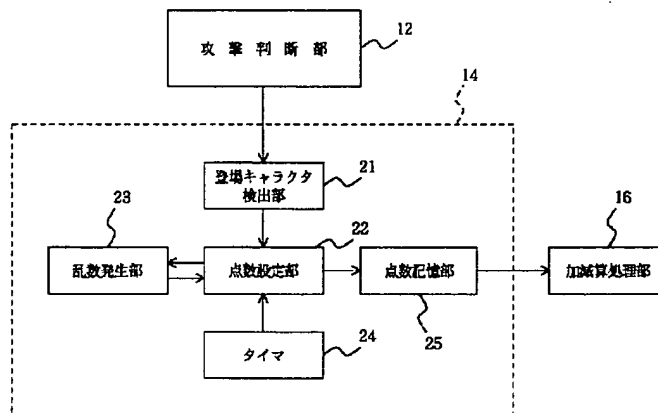 12
攻撃判断部
14
登場キャラクタ
検出部
21
23
22
16
乱数発生部
点数設定部
点数記憶部
加減算処理部
25
タイマ
24